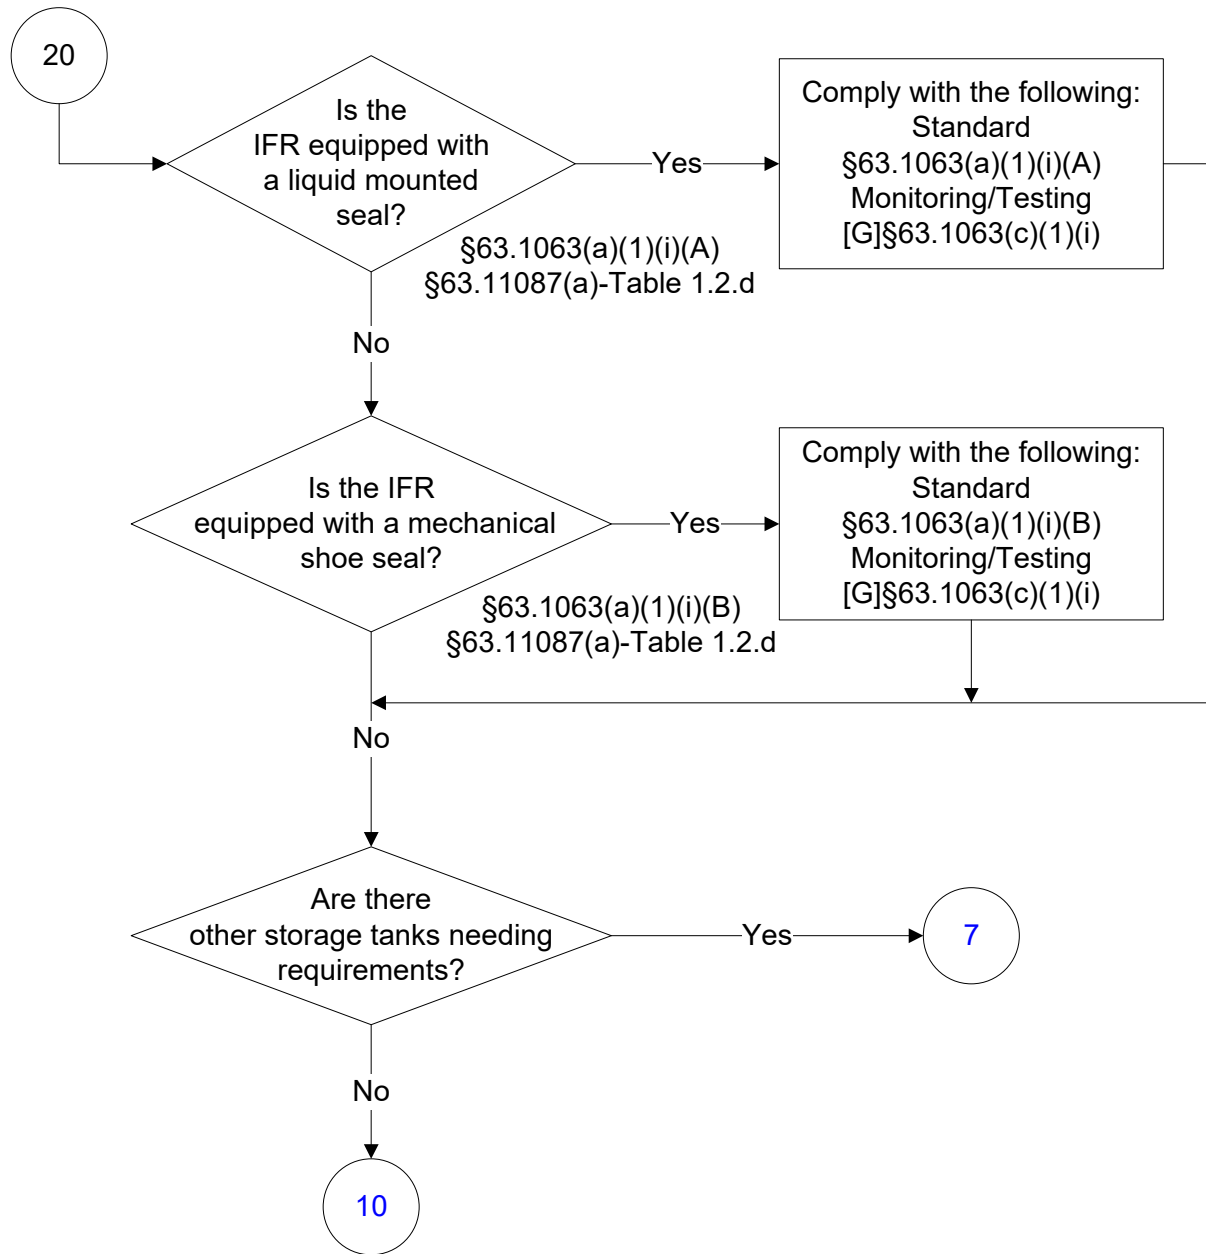 20
Is the
IFR equipped with
a liquid mounted
seal?
Yes
Comply with the following:
Standard
§63.1063(a)(1)(i)(A)
Monitoring/Testing
[G]§63.1063(c)(1)(i)
§63.1063(a)(1)(i)(A)
§63.11087(a)-Table 1.2.d
No
Is the IFR
equipped with a mechanical
shoe seal?
Yes
Comply with the following:
Standard
§63.1063(a)(1)(i)(B)
Monitoring/Testing
[G]§63.1063(c)(1)(i)
§63.1063(a)(1)(i)(B)
§63.11087(a)-Table 1.2.d
No
Are there
other storage tanks needing
requirements?
Yes
7
No
10